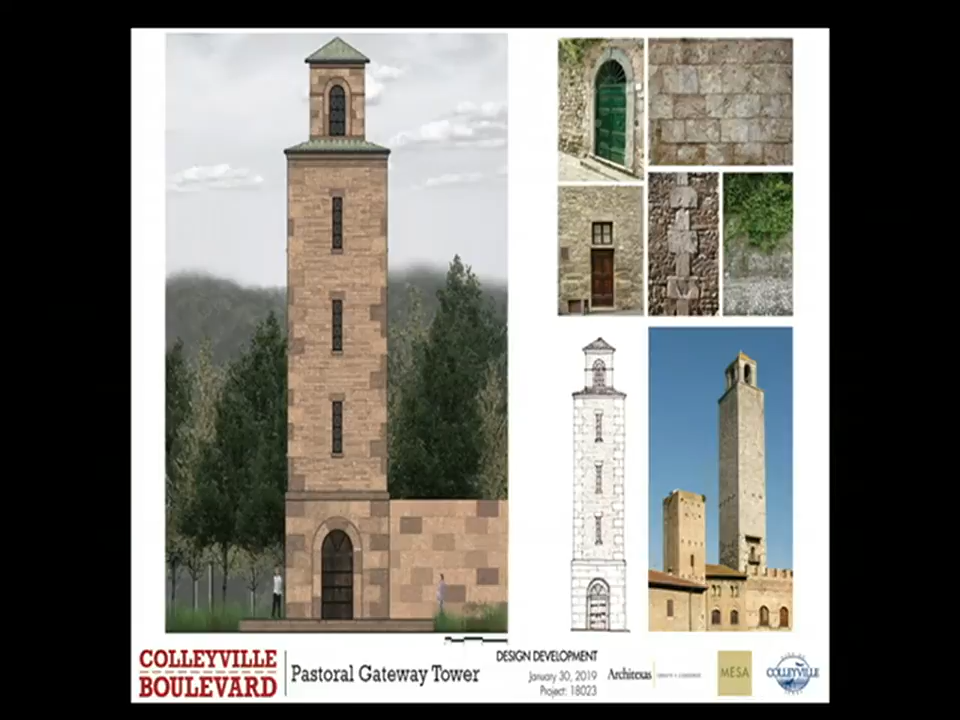 COLLEYVILLE
BOULEVARD
Pastoral Gateway Tower
DESIGN DEVELOPMENT
January 30, 2019
Project: 18023
Architexas
MESA
COLLEYVILLE